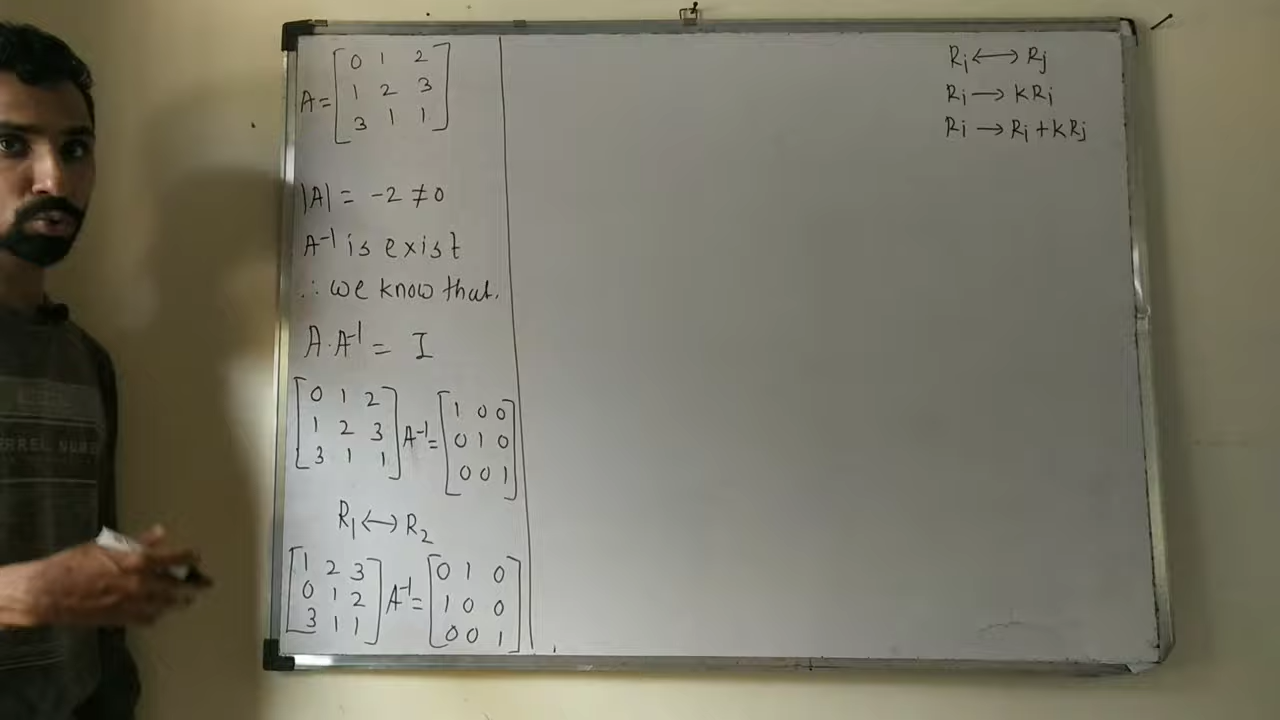 A = [0 1 2
1 2 3
3 1 1]
|A| = -2 ≠ 0
A⁻¹ is exist
∴ we know that.
A·A⁻¹ = I
[0 1 2
1 2 3
3 1 1] A⁻¹ = [1 0 0
0 1 0
0 0 1]
R₁ ↔ R₂
[1 2 3
0 1 2
3 1 1] A⁻¹ = [0 1 0
1 0 0
0 0 1]
Ri ↔ Rj
Ri → KRi
Ri → Ri + KRj